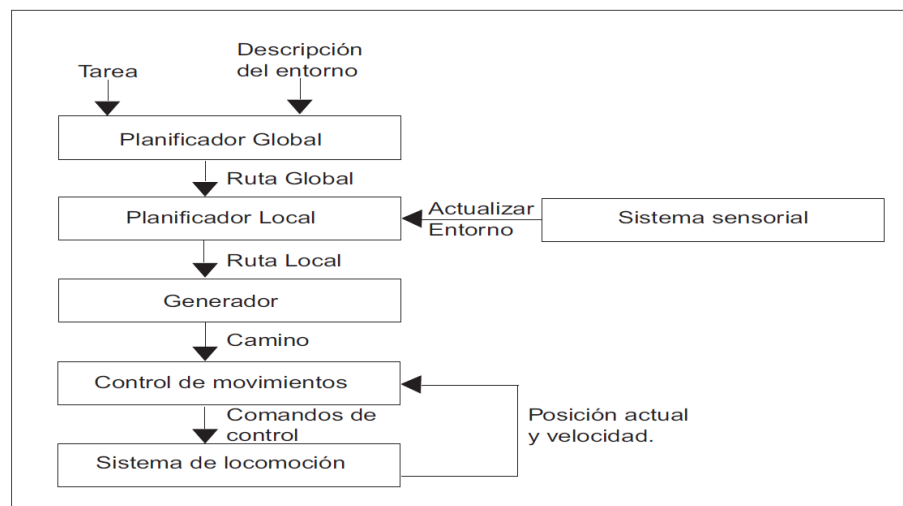 Descripción
del entorno
Tarea
Planificador Global
Ruta Global
Planificador Local
Actualizar
Entorno
Sistema sensorial
Ruta Local
Generador
Camino
Control de movimientos
Comandos de
control
Posición actual
y velocidad.
Sistema de locomoción